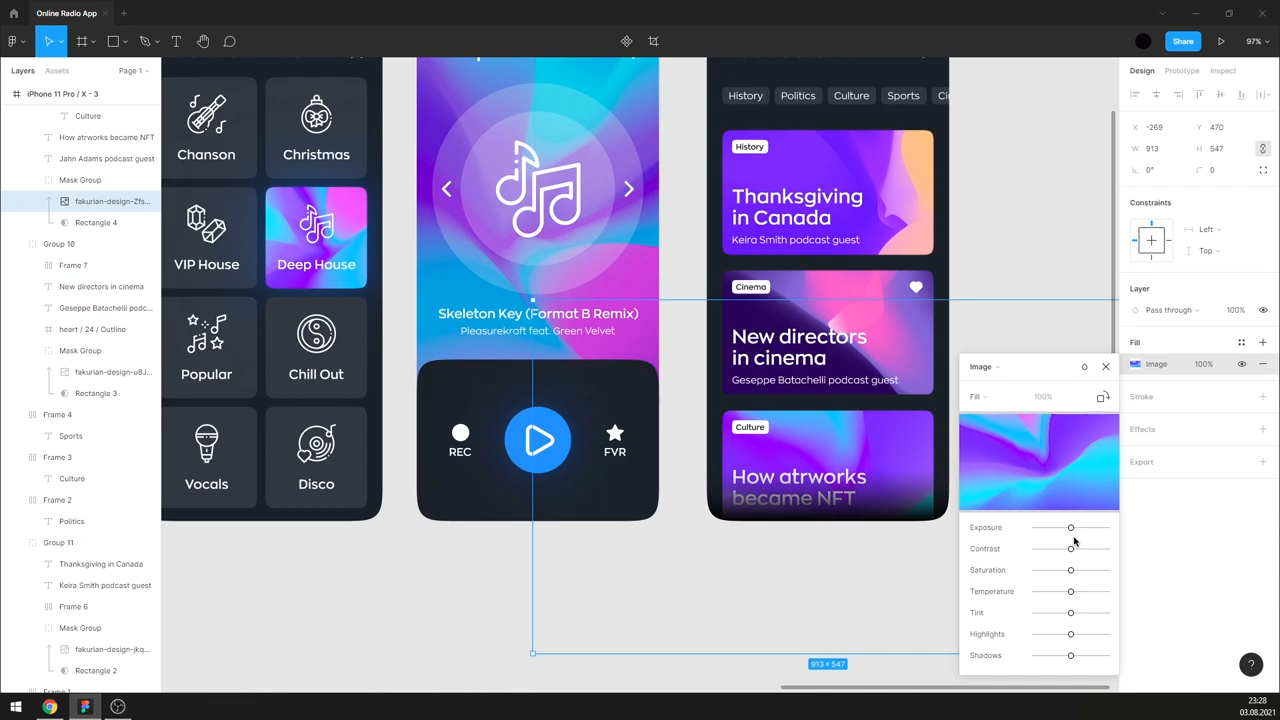 Online Radio App
Share
97%
Layers
Assets
Page 1
iPhone 11 Pro / X - 3
Culture
How atrworks became NFT
Jahn Adams podcast guest
Mask Group
fakurian-design-Zfs...
Rectangle 4
Group 10
Frame 7
New directors in cinema
Geseppe Batachelli podc...
heart / 24 / Outline
Mask Group
fakurian-design-u8J...
Rectangle 3
Frame 4
Sports
Frame 3
Culture
Frame 2
Politics
Group 11
Thanksgiving in Canada
Keira Smith podcast guest
Frame 6
Mask Group
fakurian-design-jkq...
Rectangle 2
Frame 1
Chanson
Christmas
VIP House
Deep House
Popular
Chill Out
Vocals
Disco
Skeleton Key (Format B Remix)
Pleasurekraft feat. Green Velvet
REC
FVR
History
Politics
Culture
Sports
Ci
History
Thanksgiving
in Canada
Keira Smith podcast guest
Cinema
New directors
in cinema
Geseppe Batachelli podcast guest
Culture
How atrworks
became NFT
913 × 547
Image
Fill
100%
Exposure
Contrast
Saturation
Temperature
Tint
Highlights
Shadows
Design
Prototype
Inspect
X -269
Y 470
W 913
H 547
0°
0
Constraints
Left
Top
Layer
Pass through
100%
Fill
Image
100%
Stroke
Effects
Export
?
23:28
03.08.2021